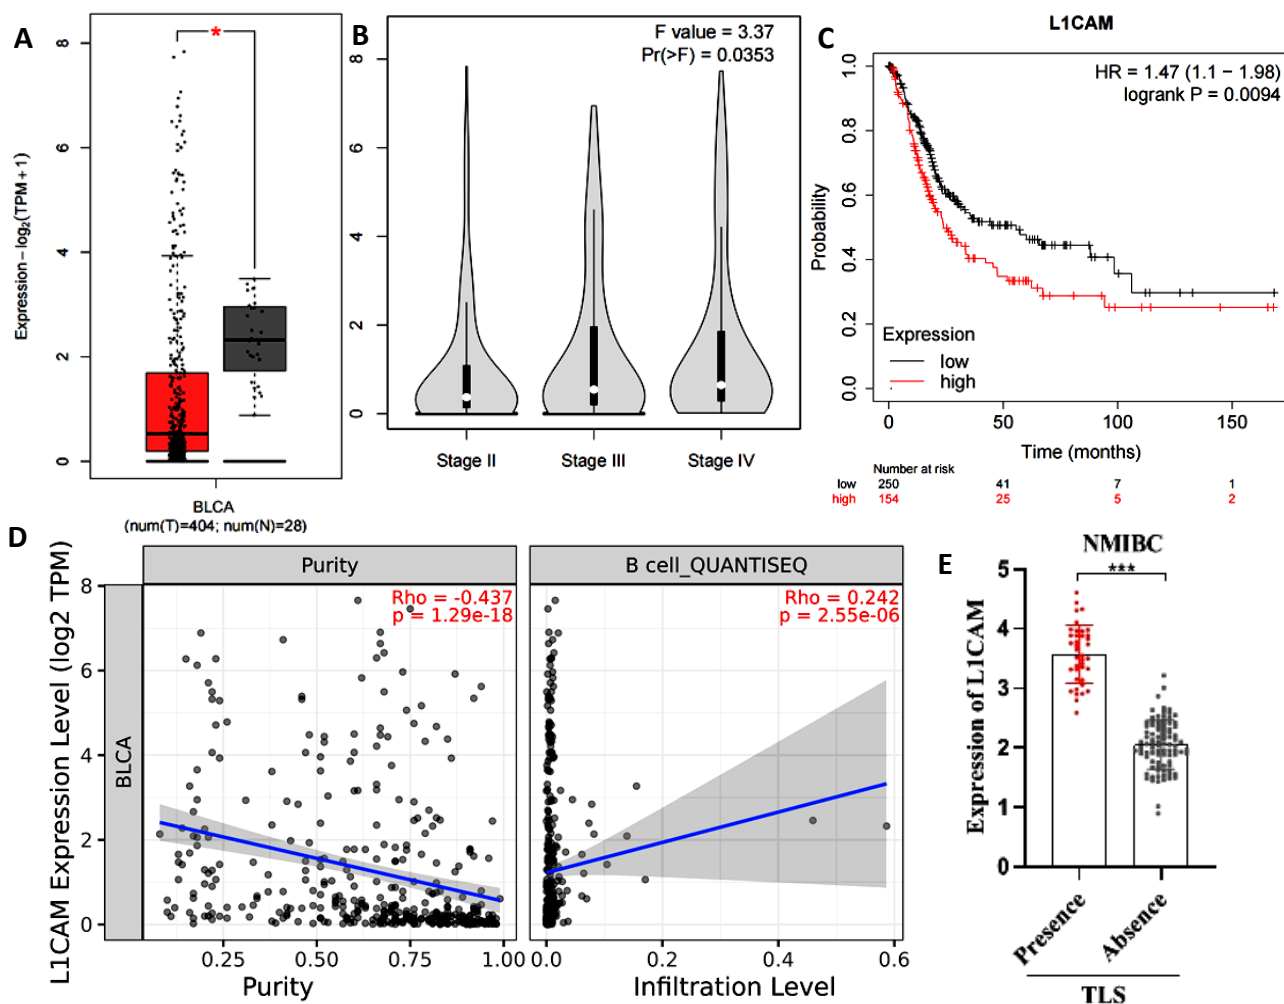 A
Expression − log2(TPM + 1)
8
6
4
2
0
*
BLCA
(num(T)=404; num(N)=28)
B
F value = 3.37
Pr(>F) = 0.0353
8
6
4
2
0
Stage II
Stage III
Stage IV
C
L1CAM
HR = 1.47 (1.1 − 1.98)
logrank P = 0.0094
Probability
1.0
0.8
0.6
0.4
0.2
0.0
Expression
low
high
0
50
100
150
Time (months)
Number at risk
low 250 41 7 1
high 154 25 5 2
D
L1CAM Expression Level (log2 TPM)
BLCA
Purity
Rho = -0.437
p = 1.29e-18
8
6
4
2
0
0.25
0.50
0.75
1.00
Purity
B cell_QUANTISEQ
Rho = 0.242
p = 2.55e-06
0.0
0.2
0.4
0.6
Infiltration Level
E
NMIBC
***
Expression of L1CAM
5
4
3
2
1
0
Presence
Absence
TLS